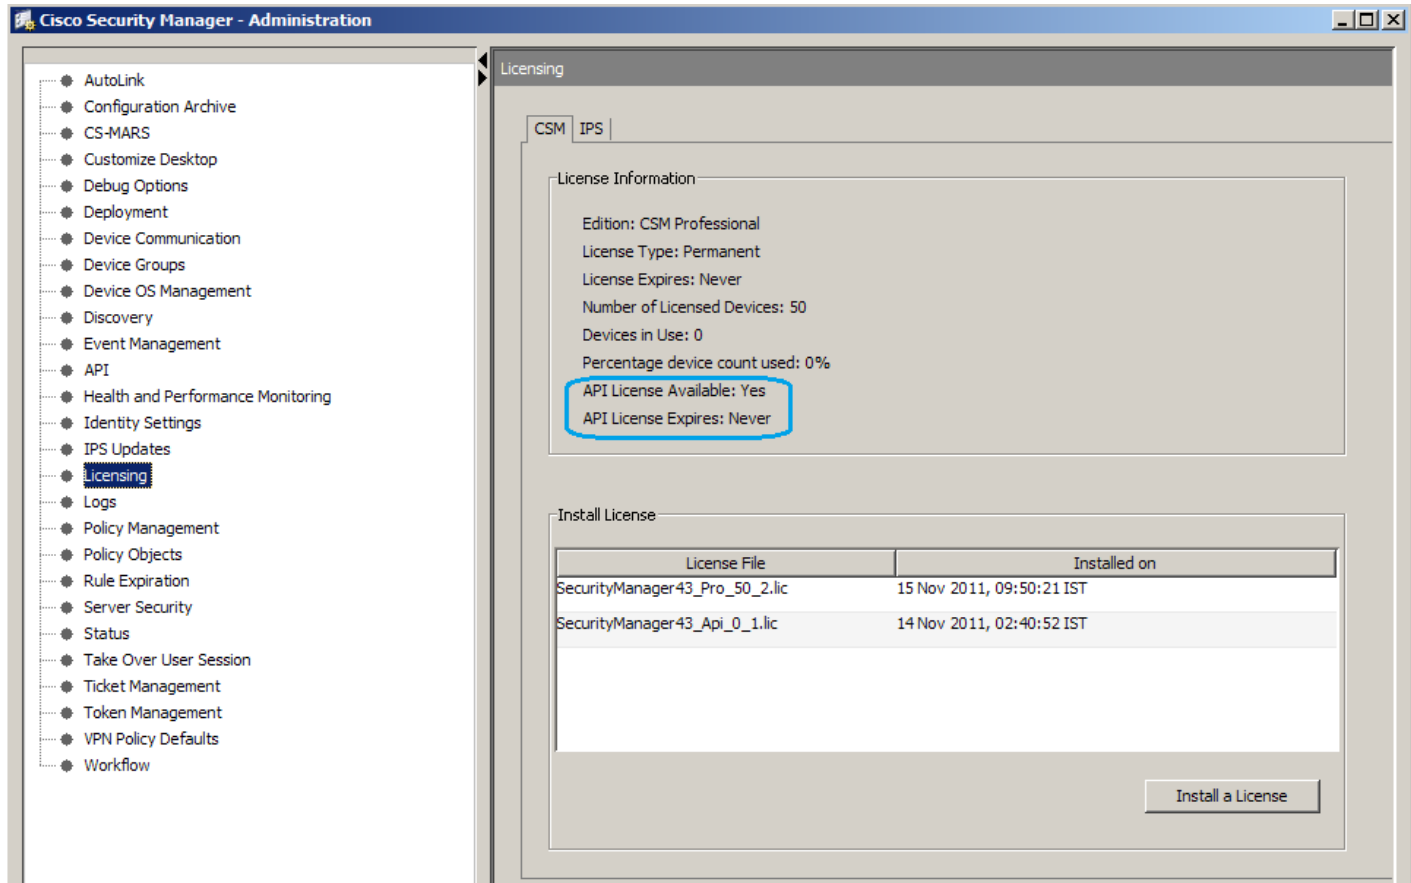 Cisco Security Manager - Administration
AutoLink
Configuration Archive
CS-MARS
Customize Desktop
Debug Options
Deployment
Device Communication
Device Groups
Device OS Management
Discovery
Event Management
API
Health and Performance Monitoring
Identity Settings
IPS Updates
Licensing
Logs
Policy Management
Policy Objects
Rule Expiration
Server Security
Status
Take Over User Session
Ticket Management
Token Management
VPN Policy Defaults
Workflow
Licensing
CSM IPS
License Information
Edition: CSM Professional
License Type: Permanent
License Expires: Never
Number of Licensed Devices: 50
Devices in Use: 0
Percentage device count used: 0%
API License Available: Yes
API License Expires: Never
Install License
License File Installed on
SecurityManager43_Pro_50_2.lic 15 Nov 2011, 09:50:21 IST
SecurityManager43_Api_0_1.lic 14 Nov 2011, 02:40:52 IST
Install a License